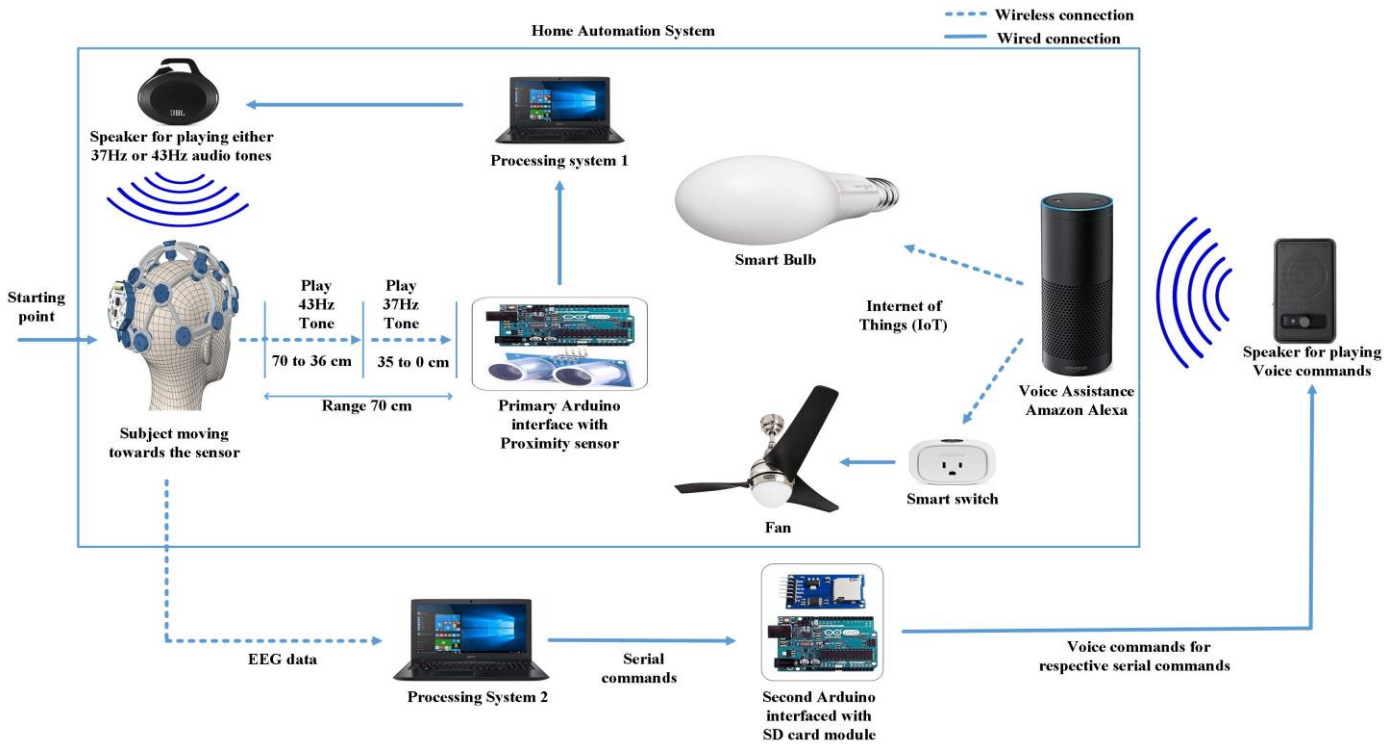 Wireless connection
Home Automation System
Wired connection
JBL
Speaker for playing either
37Hz or 43Hz audio tones
Processing system 1
Smart Bulb
Starting
point
Play
43Hz
Tone
70 to 36 cm
Play
37Hz
Tone
35 to 0 cm
Range 70 cm
Subject moving
towards the sensor
Primary Arduino
interface with
Proximity sensor
Internet of
Things (IoT)
amazon
Voice Assistance
Amazon Alexa
Speaker for playing
Voice commands
Smart switch
Fan
EEG data
Processing System 2
Serial
commands
Second Arduino
interfaced with
SD card module
Voice commands for
respective serial commands